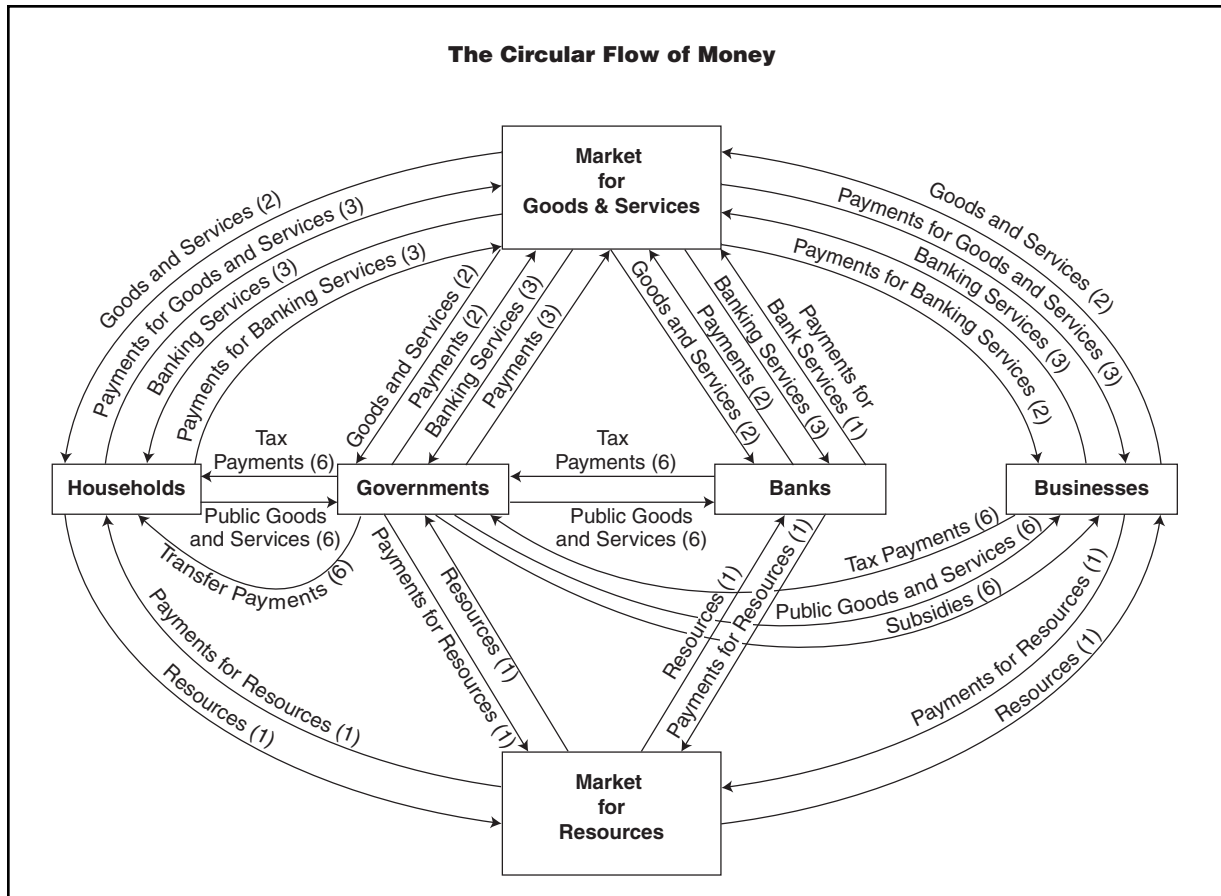 The Circular Flow of Money
Market
for
Goods & Services
Goods and Services (2)
Payments for Goods and Services (3)
Banking Services (3)
Payments for Banking Services (3)
Goods and Services (2)
Payments (2)
Banking Services (3)
Payments (3)
Goods and Services (2)
Payments (2)
Banking Services (3)
Payments for
Bank Services (1)
Goods and Services (2)
Payments for Goods and Services (3)
Banking Services (3)
Payments for Banking Services (2)
Households
Tax
Payments (6)
Governments
Tax
Payments (6)
Banks
Businesses
Public Goods
and Services (6)
Transfer Payments (6)
Public Goods
and Services (6)
Tax Payments (6)
Public Goods and Services (6)
Subsidies (6)
Payments for Resources (1)
Resources (1)
Payments for Resources (1)
Resources (1)
Resources (1)
Payments for Resources (1)
Payments for Resources (1)
Resources (1)
Market
for
Resources